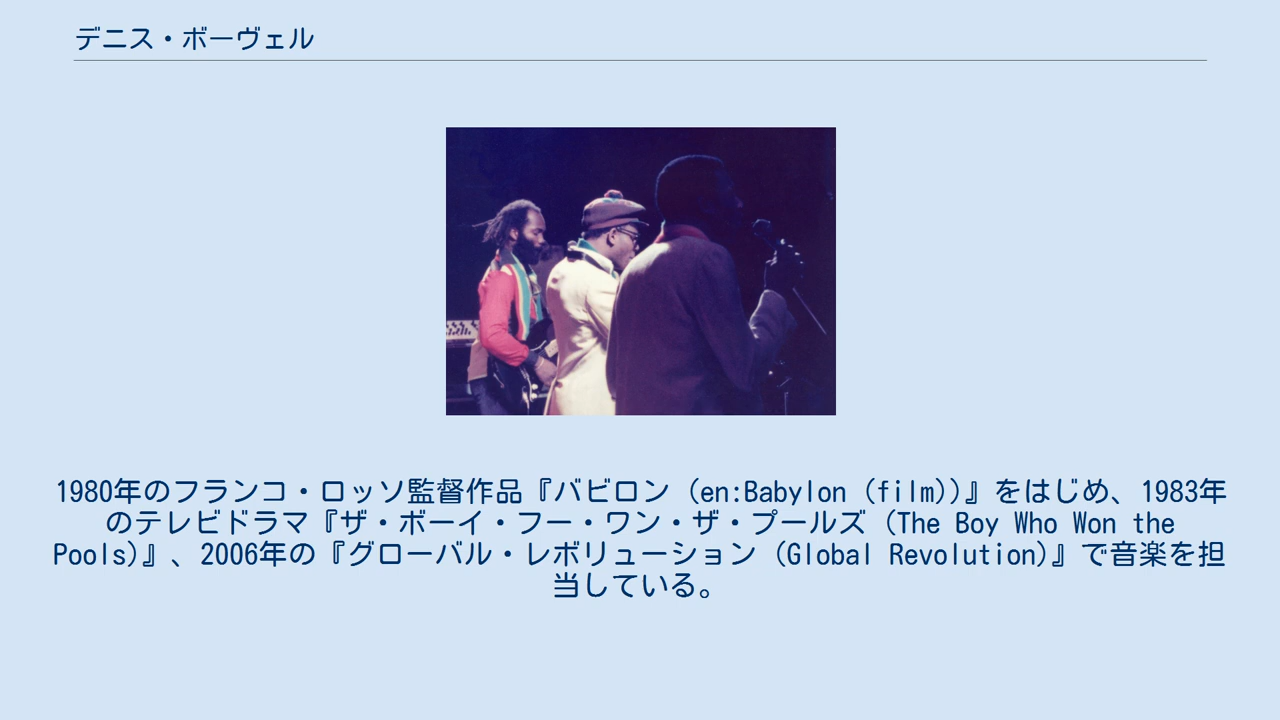 デニス・ボーヴェル
1980年のフランコ・ロッソ監督作品『バビロン（en:Babylon (film)）』をはじめ、1983年
のテレビドラマ『ザ・ボーイ・フー・ワン・ザ・プールズ（The Boy Who Won the
Pools)』、2006年の『グローバル・レボリューション（Global Revolution)』で音楽を担
当している。